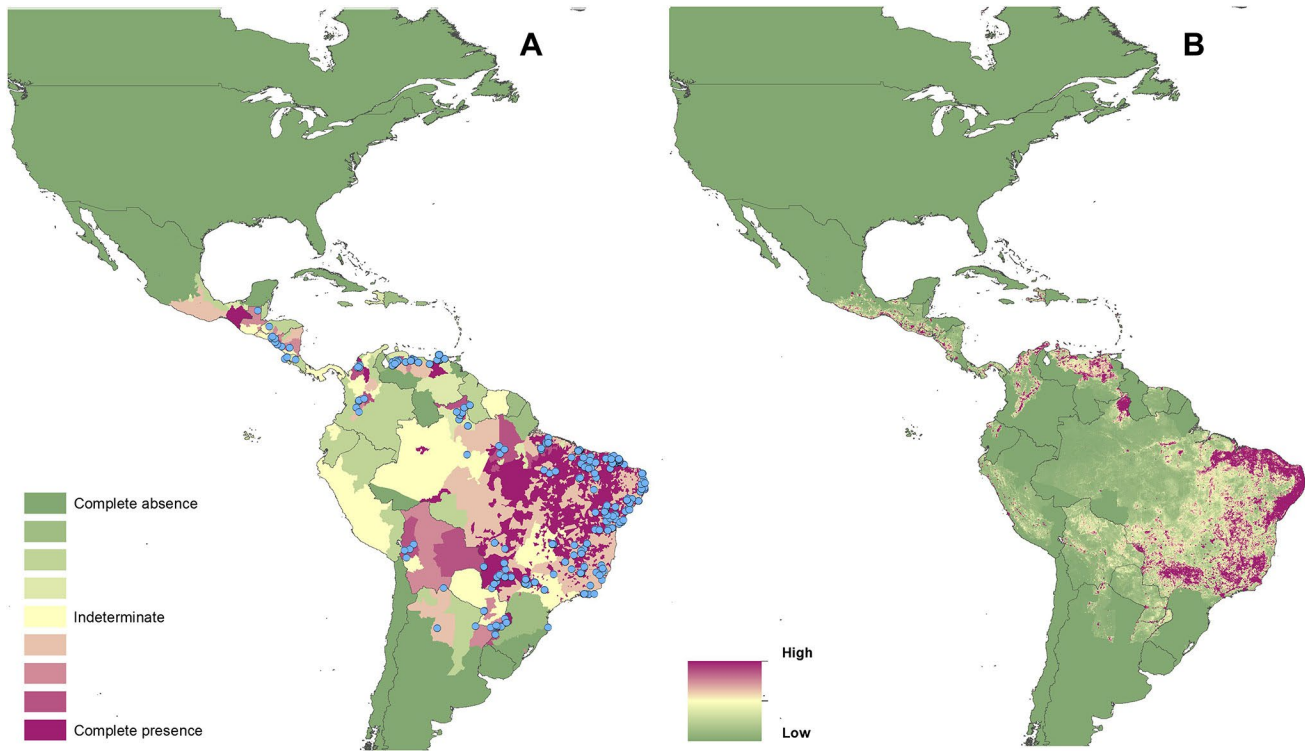 A
B
Complete absence
Indeterminate
Complete presence
High
Low